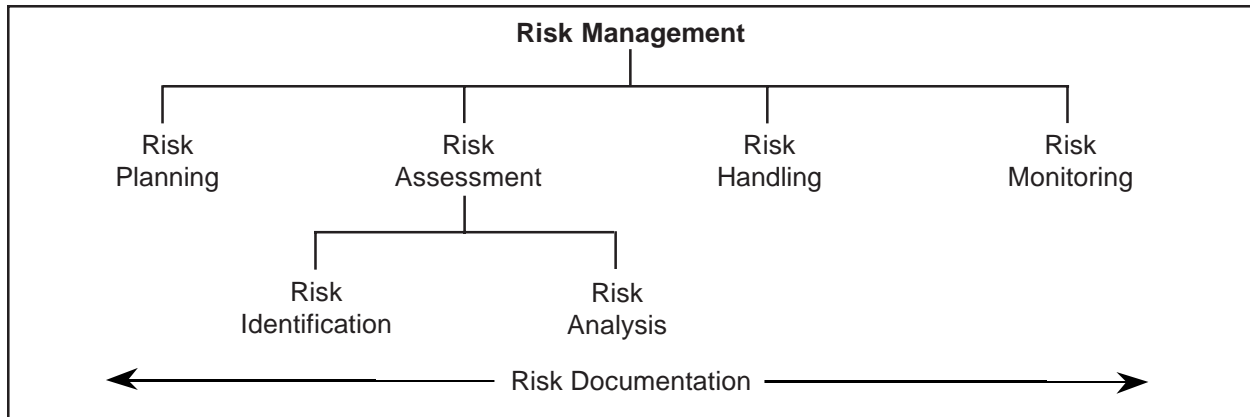 Risk Management
Risk
Planning
Risk
Assessment
Risk
Handling
Risk
Monitoring
Risk
Identification
Risk
Analysis
Risk Documentation